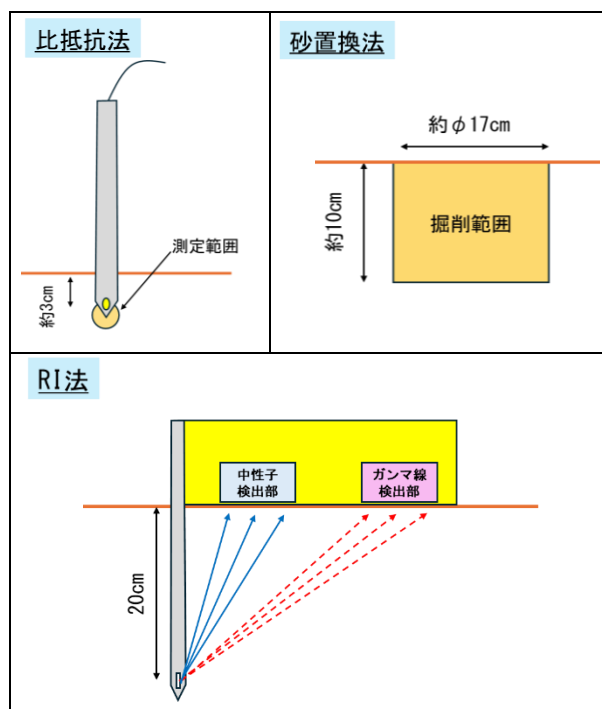 比抵抗法
測定範囲
約3cm
砂置換法
約φ17cm
約10cm
掘削範囲
RI法
中性子
検出部
ガンマ線
検出部
20cm